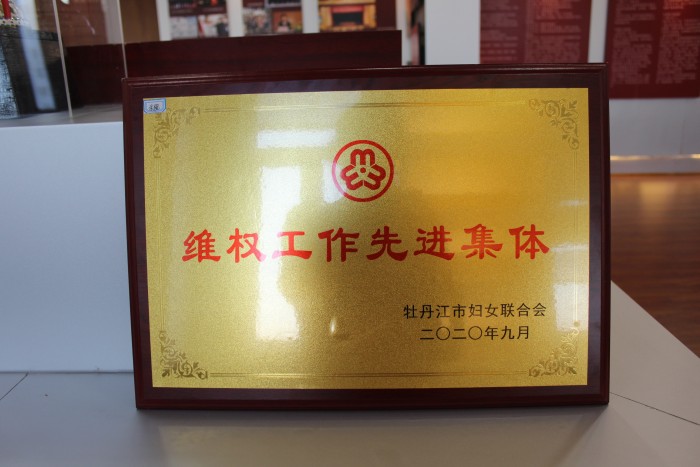 维权工作先进集体
牡丹江市妇女联合会
二〇二〇年九月